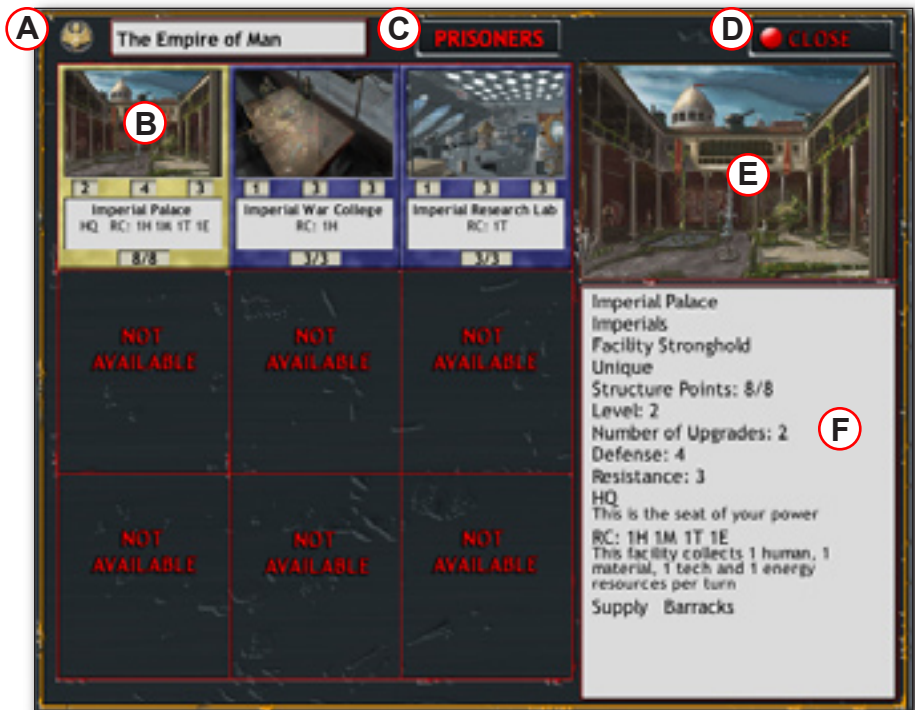 A
The Empire of Man
C
PRISONERS
D
CLOSE
B
2 4 3
Imperial Palace
HQ RC: 1H 1M 1T 1E
8/8
1 3 3
Imperial War College
RC: 1H
3/3
1 3 3
Imperial Research Lab
RC: 1T
3/3
E
NOT
AVAILABLE
NOT
AVAILABLE
NOT
AVAILABLE
NOT
AVAILABLE
NOT
AVAILABLE
NOT
AVAILABLE
Imperial Palace
Imperials
Facility Stronghold
Unique
Structure Points: 8/8
Level: 2
Number of Upgrades: 2
F
Defense: 4
Resistance: 3
HQ
This is the seat of your power
RC: 1H 1M 1T 1E
This facility collects 1 human, 1
material, 1 tech and 1 energy
resources per turn
Supply Barracks